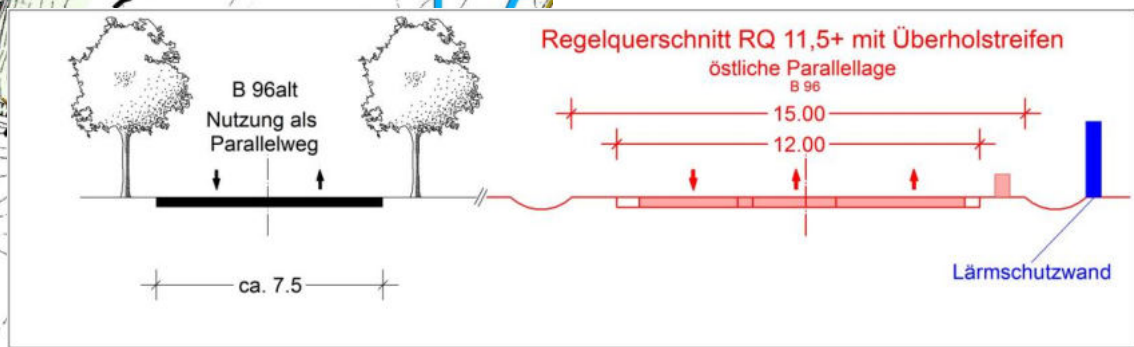 Regelquerschnitt RQ 11,5+ mit Überholstreifen
östliche Parallellage
B 96
B 96alt
Nutzung als
Parallelweg
15.00
12.00
Lärmschutzwand
ca. 7.5